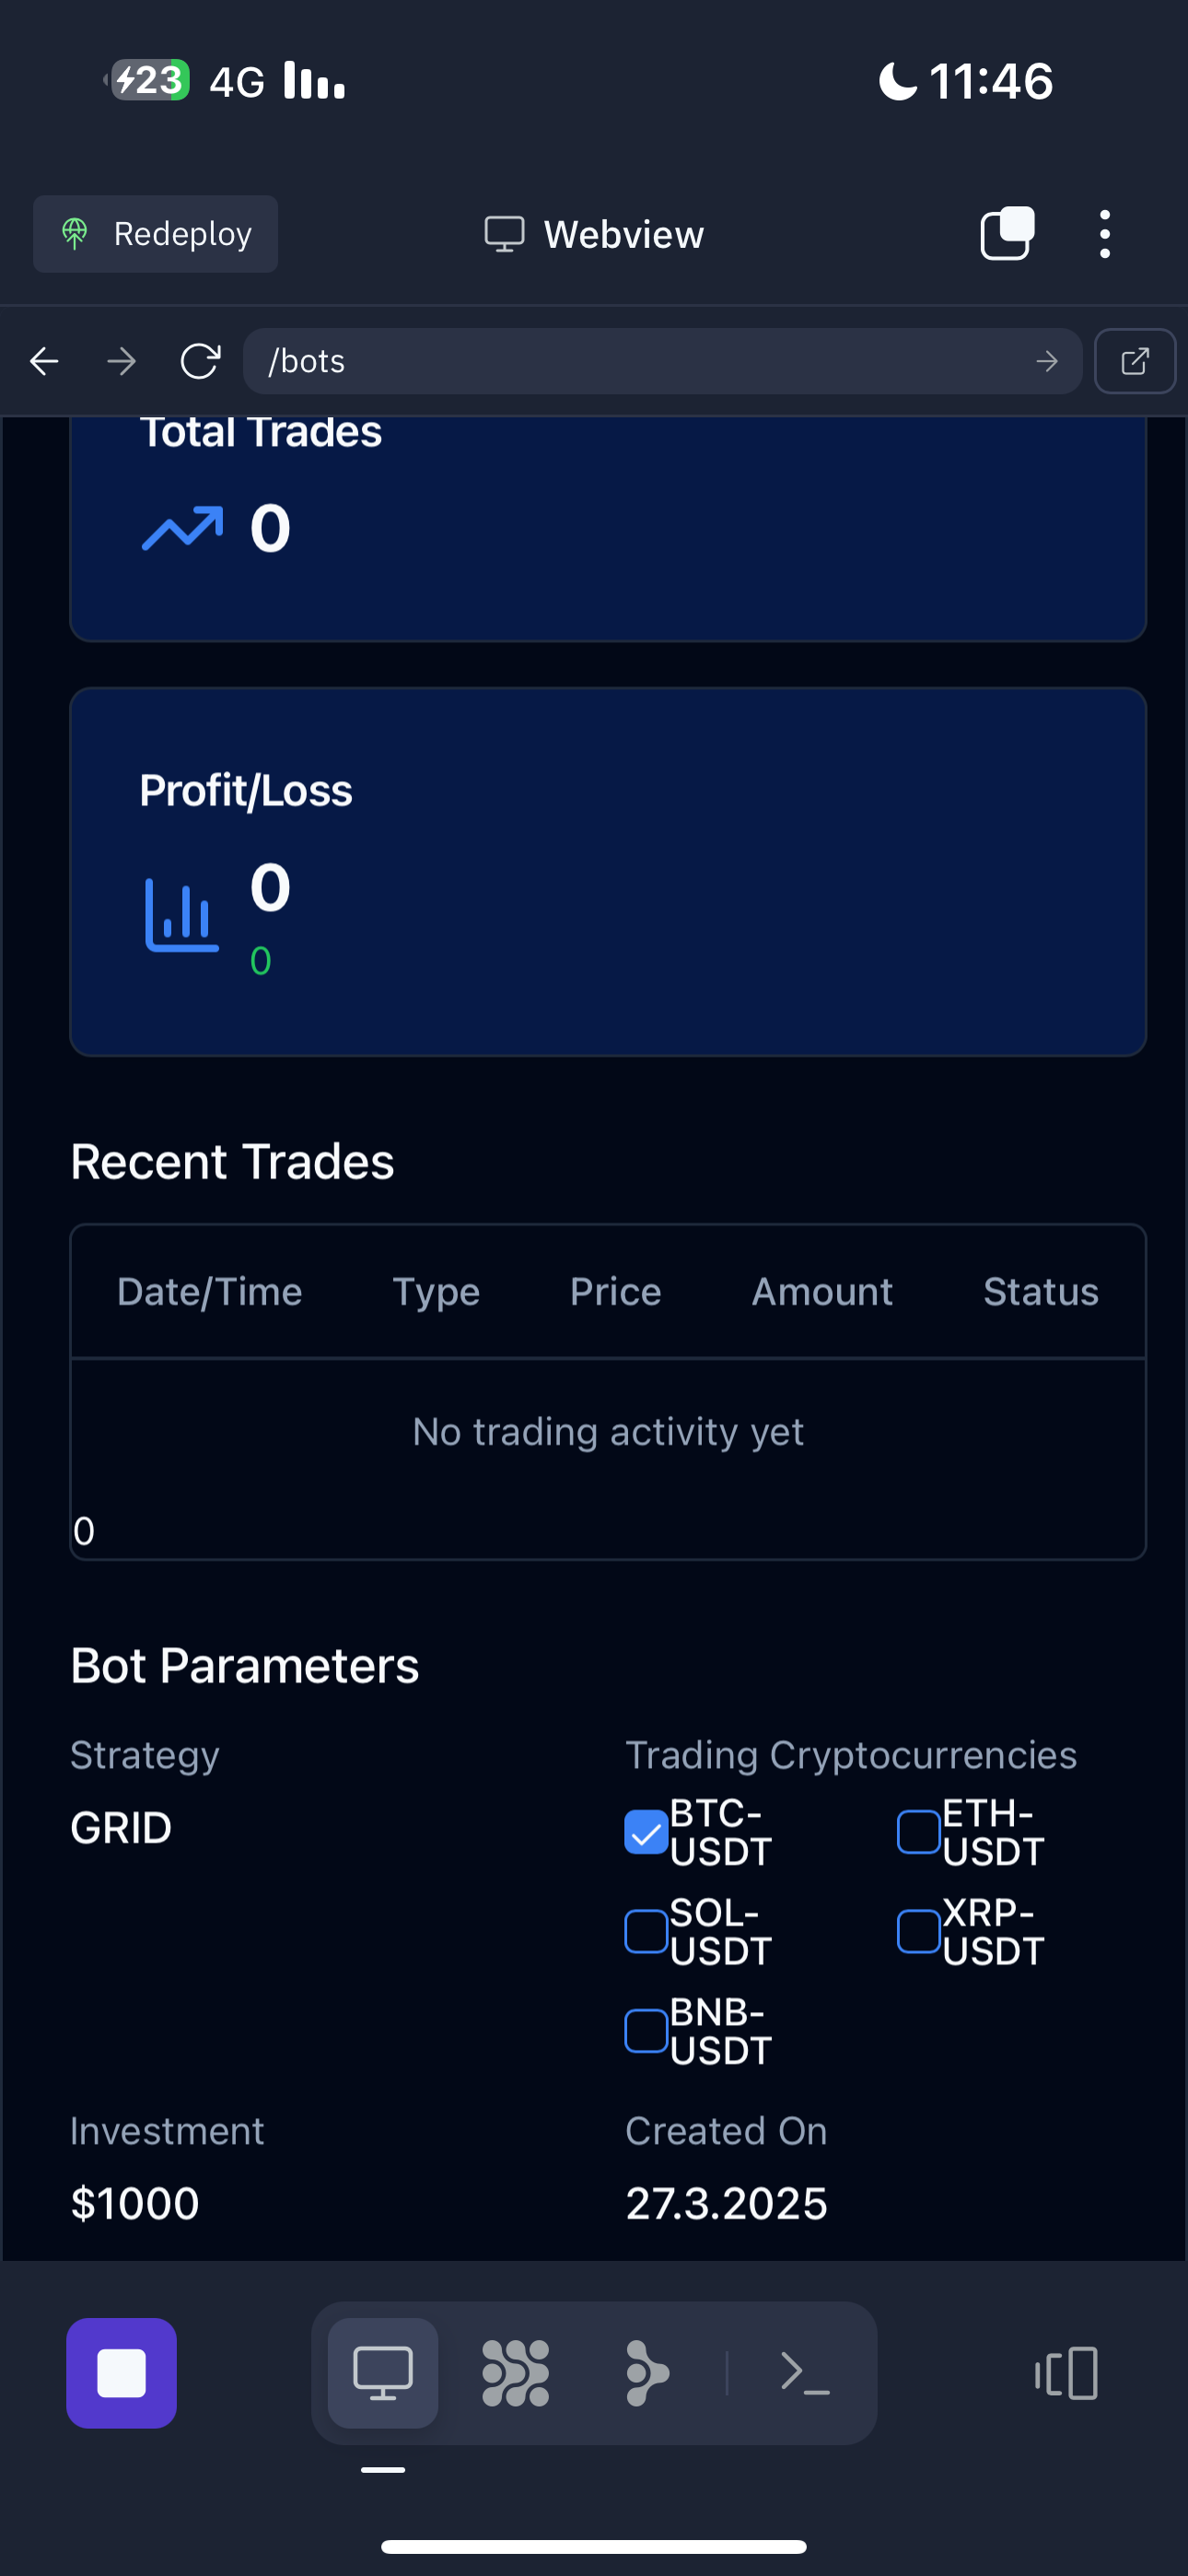 23 4G 11:46
Redeploy Webview
/bots
Total Trades
0
Profit/Loss
0
0
Recent Trades
Date/Time Type Price Amount Status
No trading activity yet
0
Bot Parameters
Strategy Trading Cryptocurrencies
GRID
BTC-
USDT
ETH-
USDT
SOL-
USDT
XRP-
USDT
BNB-
USDT
Investment Created On
$1000 27.3.2025